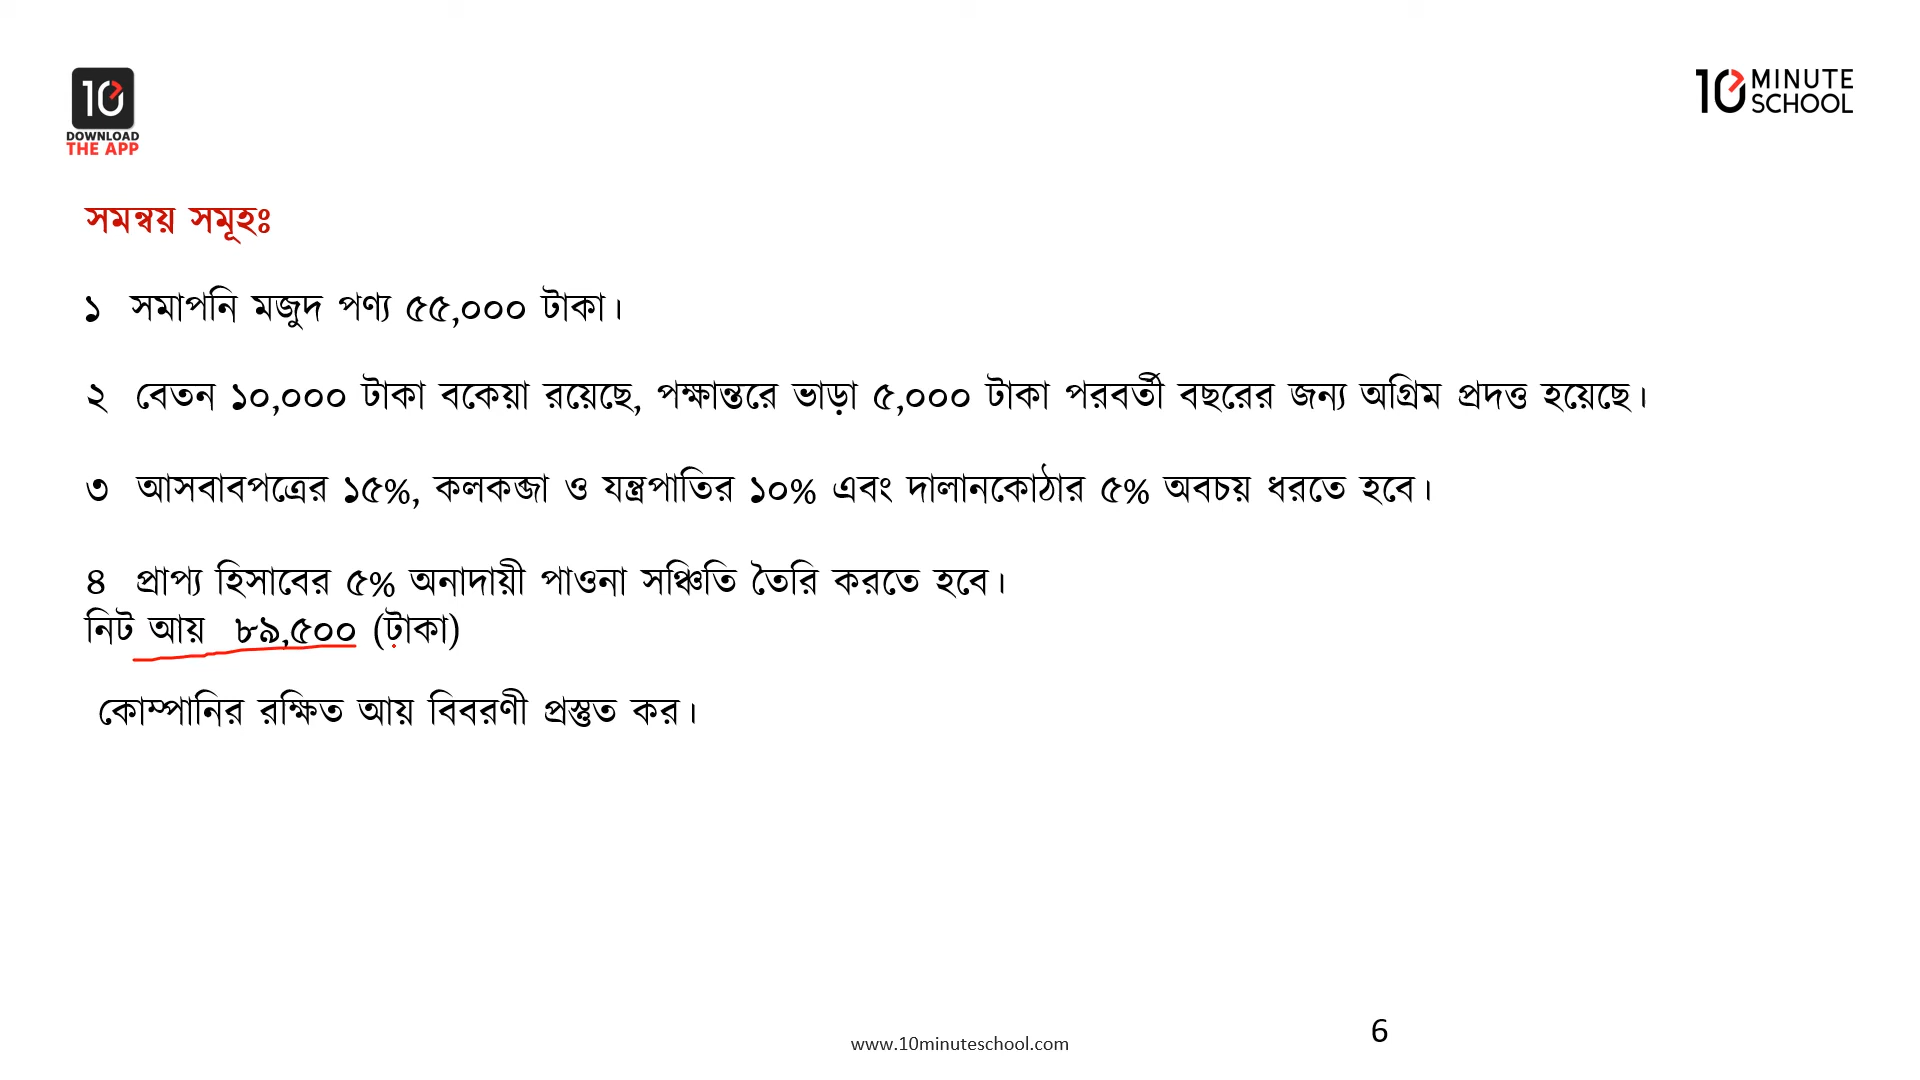 10
DOWNLOAD
THE APP
10 MINUTE
SCHOOL
সমন্বয় সমূহঃ
১ সমাপনি মজুদ পণ্য ৫৫,০০০ টাকা।
২ বেতন ১০,০০০ টাকা বকেয়া রয়েছে, পক্ষান্তরে ভাড়া ৫,০০০ টাকা পরবর্তী বছরের জন্য অগ্রিম প্রদত্ত হয়েছে।
৩ আসবাবপত্রের ১৫%, কলকব্জা ও যন্ত্রপাতির ১০% এবং দালানকোঠার ৫% অবচয় ধরতে হবে।
৪ প্রাপ্য হিসাবের ৫% অনাদায়ী পাওনা সঞ্চিতি তৈরি করতে হবে।
নিট আয় ৮৯,৫০০ (টাকা)
কোম্পানির রক্ষিত আয় বিবরণী প্রস্তুত কর।
www.10minuteschool.com
6